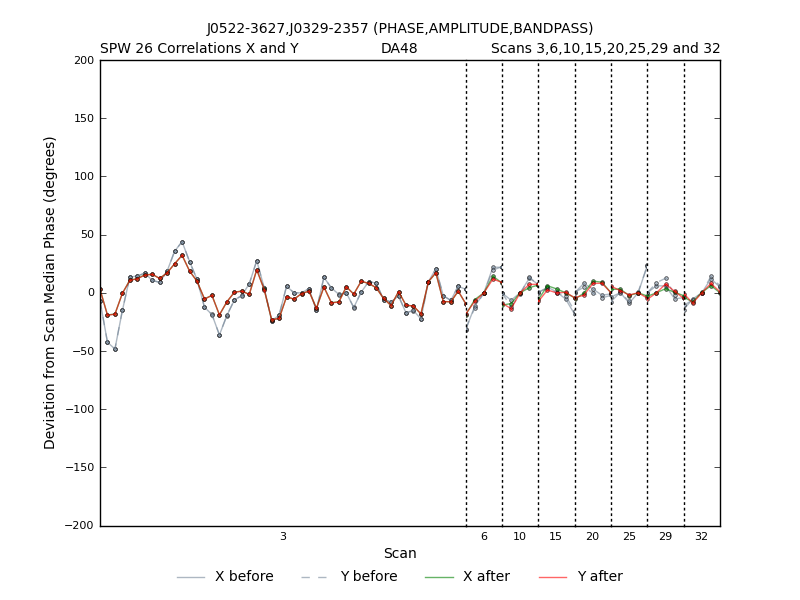 J0522-3627,J0329-2357 (PHASE,AMPLITUDE,BANDPASS)
SPW 26 Correlations X and Y DA48 Scans 3,6,10,15,20,25,29 and 32
200
150
100
50
0
−50
−100
−150
−200
Deviation from Scan Median Phase (degrees)
3 6 10 15 20 25 29 32
Scan
X before Y before X after Y after